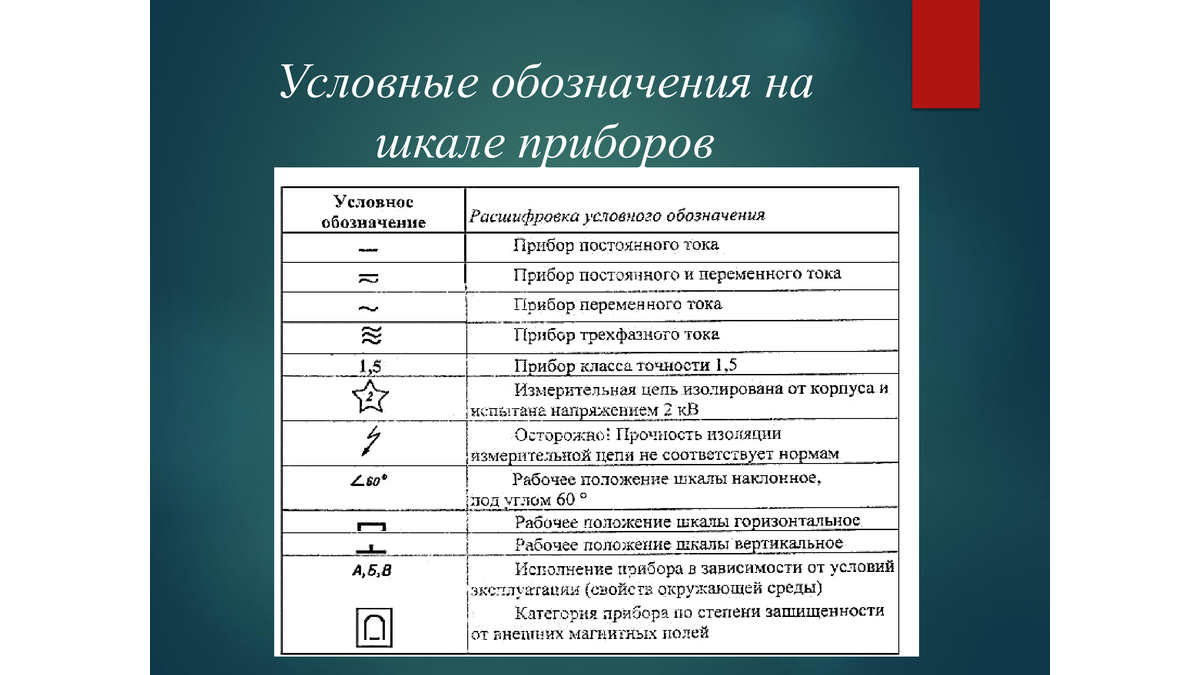 Условные обозначения на
шкале приборов
Условное
обозначение
Расшифровка условного обозначения
Прибор постоянного тока
Прибор постоянного и переменного тока
Прибор переменного тока
Прибор трехфазного тока
1,5
Прибор класса точности 1,5
2
Измерительная цепь изолирована от корпуса и
испытана напряжением 2 кВ
Осторожно! Прочность изоляции
измерительной цепи не соответствует нормам
∠60°
Рабочее положение шкалы наклонное,
под углом 60 °
Рабочее положение шкалы горизонтальное
Рабочее положение шкалы вертикальное
А,Б,В
Исполнение прибора в зависимости от условий
эксплуатации (свойств окружающей среды)
Категория прибора по степени защищенности
от внешних магнитных полей